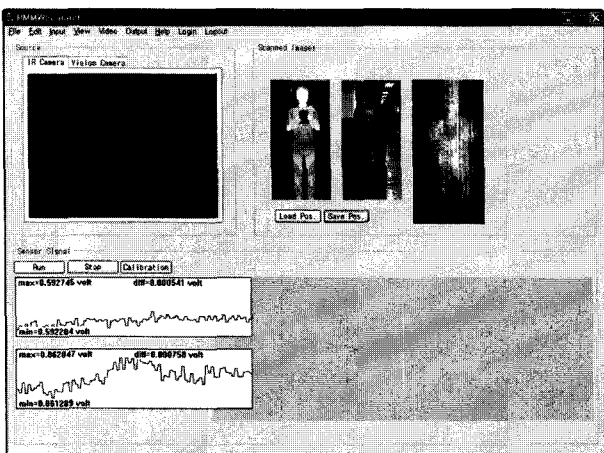 File Edit Input View Video Output Help Login Logout
Source
Scanned Images
IR Camera Vision Camera
Load Pos. Save Pos.
Sensor Signal
Run Stop Calibration
max=0.592745 volt diff=0.000541 volt
min=0.592204 volt
max=0.862047 volt diff=0.000758 volt
min=0.861289 volt